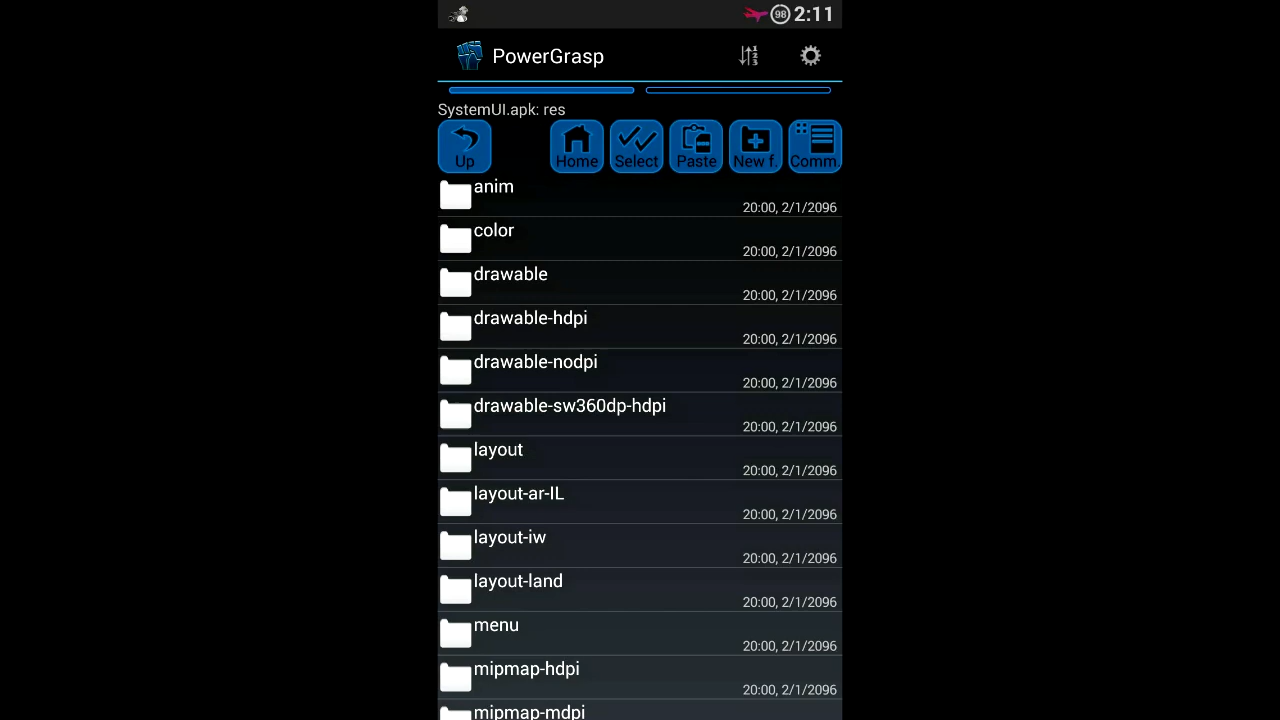 98 2:11
PowerGrasp
SystemUI.apk: res
Up Home Select Paste New f. Comm.
anim
20:00, 2/1/2096
color
20:00, 2/1/2096
drawable
20:00, 2/1/2096
drawable-hdpi
20:00, 2/1/2096
drawable-nodpi
20:00, 2/1/2096
drawable-sw360dp-hdpi
20:00, 2/1/2096
layout
20:00, 2/1/2096
layout-ar-IL
20:00, 2/1/2096
layout-iw
20:00, 2/1/2096
layout-land
20:00, 2/1/2096
menu
20:00, 2/1/2096
mipmap-hdpi
20:00, 2/1/2096
mipmap-mdpi